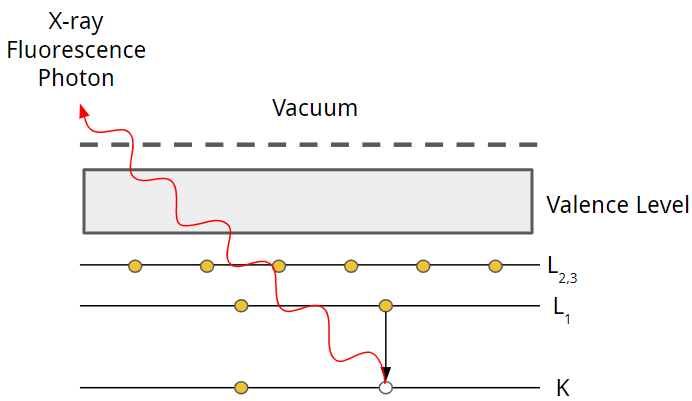 X-ray
Fluorescence
Photon
Vacuum
Valence Level
L2,3
L1
K